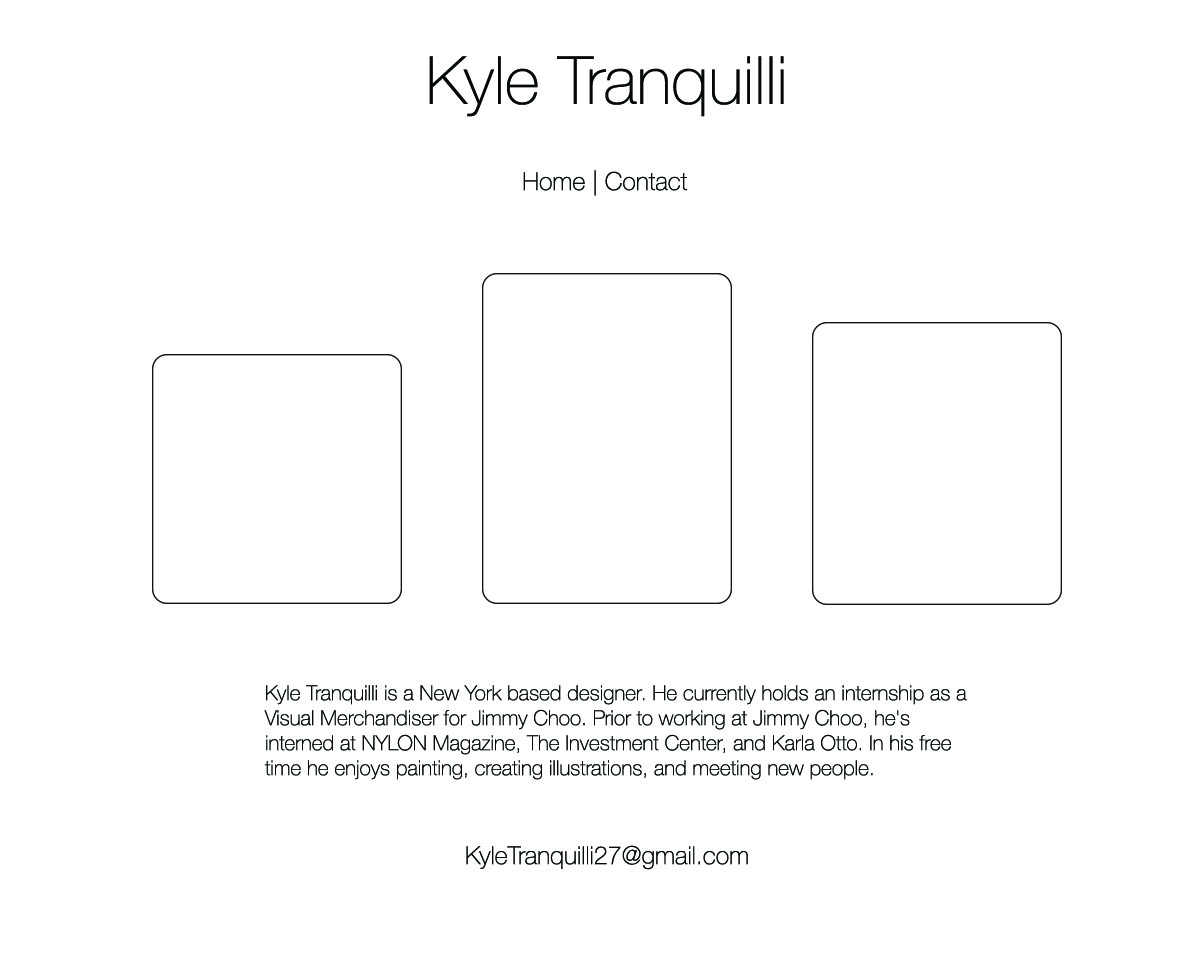 Kyle Tranquilli
Home | Contact
Kyle Tranquilli is a New York based designer. He currently holds an internship as a
Visual Merchandiser for Jimmy Choo. Prior to working at Jimmy Choo, he's
interned at NYLON Magazine, The Investment Center, and Karla Otto. In his free
time he enjoys painting, creating illustrations, and meeting new people.
KyleTranquilli27@gmail.com